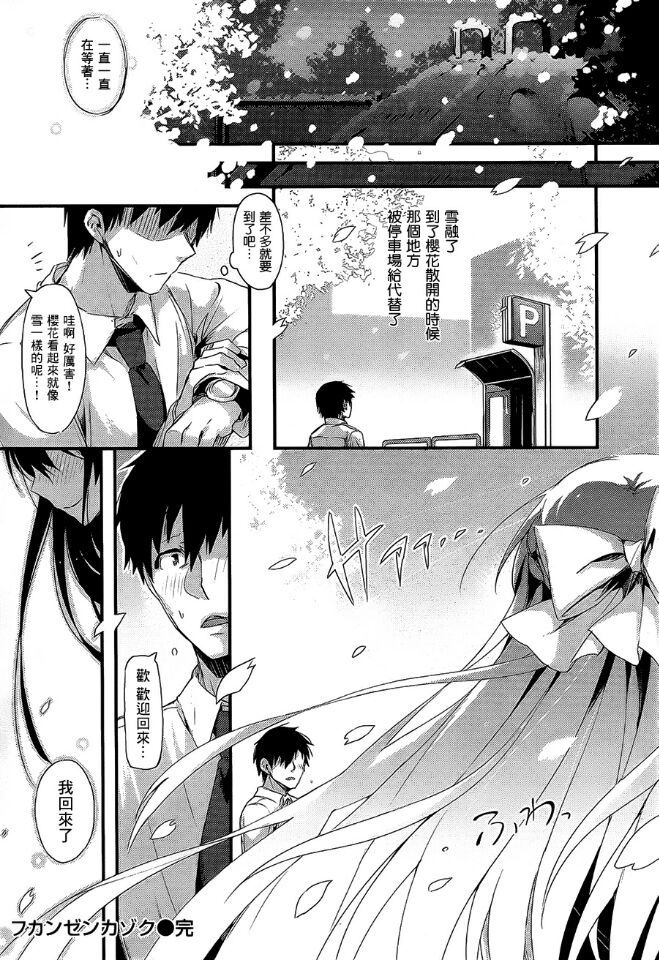 一直一直
在等著…
雪融了
到了櫻花散開的時候
那個地方
被停車場給代替了
P
差不多就要
到了吧…
哇啊 好厲害！
櫻花看起來就像
雪一樣的呢…！
ザァァ…
ふわっ
歡 歡迎回來…
我回來了
フカンゼンカゾク●完